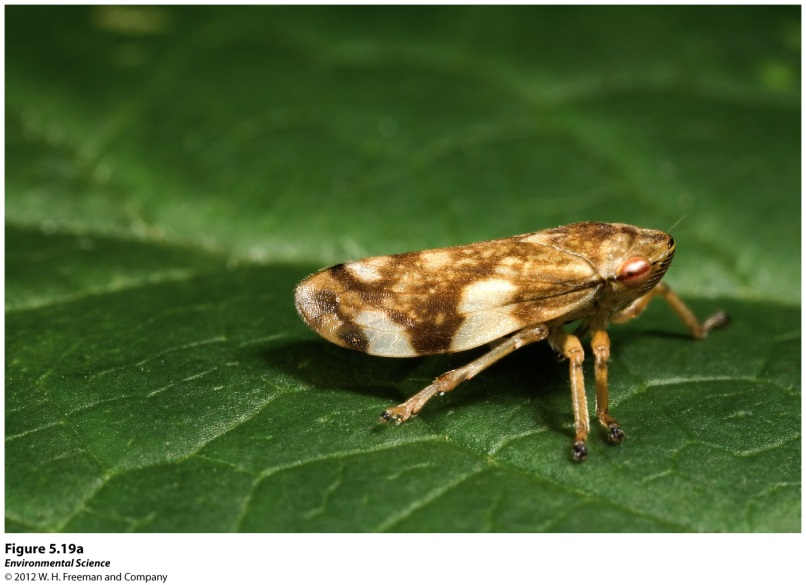 Figure 5.19a
Environmental Science
© 2012 W. H. Freeman and Company